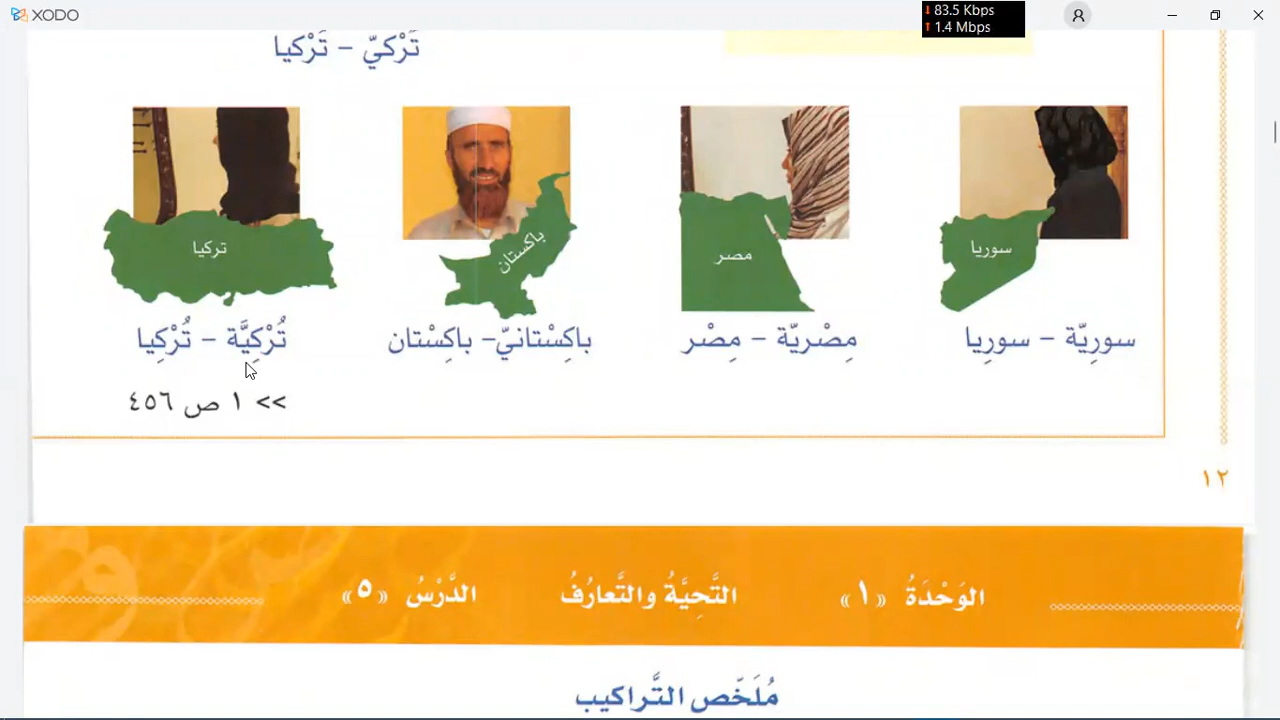 XODO
83.5 Kbps
1.4 Mbps
تَرْكيّ – تَرْكيا
سوريا
مصر
باكستان
تركيا
سورِيّة – سورِيا
مِصْريّة – مِصْر
باكِسْتانيّ– باكِسْتان
تُرْكِيَّة – تُرْكِيا
>> ١ ص ٤٥٦
١٢
الوَحْدَةُ «١» التَّحِيَّةُ والتَّعارُفُ الدَّرْسُ «٥»
مُلَخّص التَّراكيب